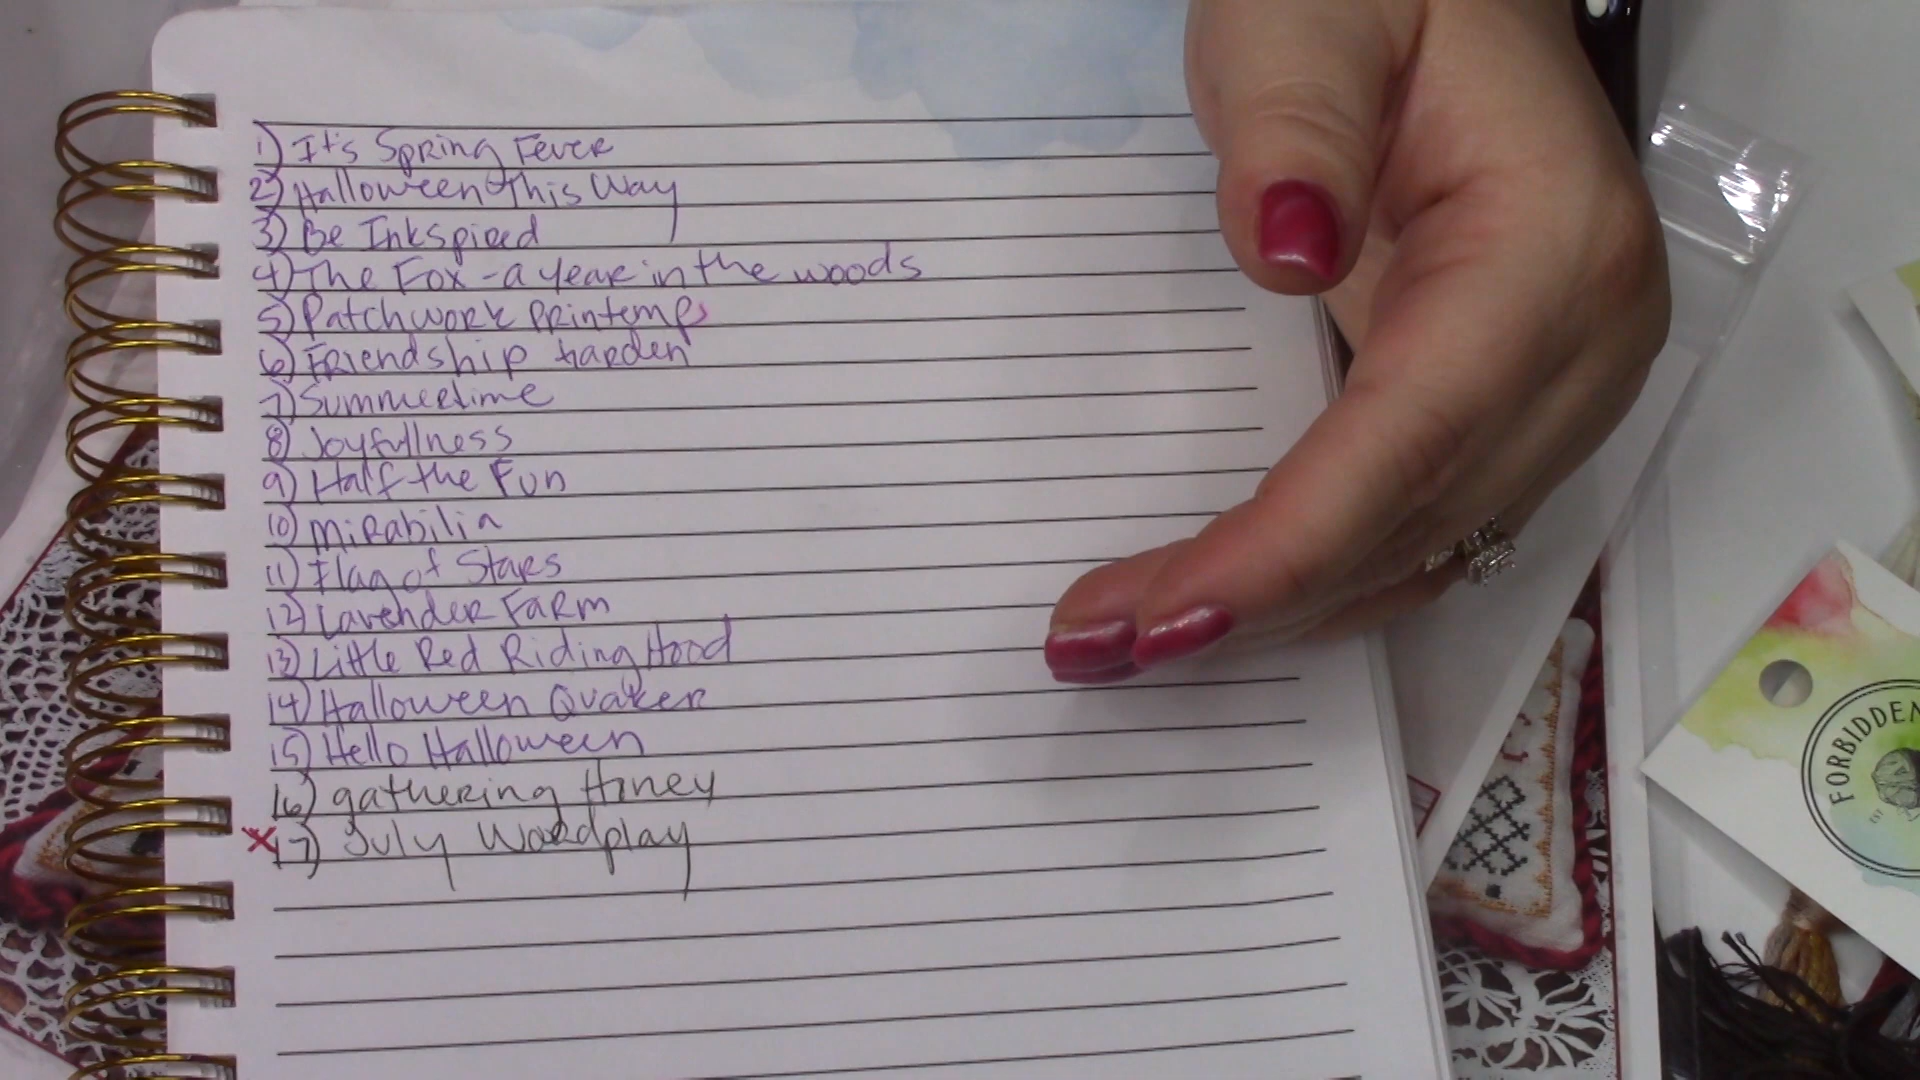 1) It's Spring Fever
2) Halloween This Way
3) Be Inkspired
4) The Fox - a year in the woods
5) Patchwork Printemps
6) Friendship Garden
7) Summertime
8) Joyfullness
9) Half the Fun
10) Mirabilia
11) Flag of Stars
12) Lavender Farm
13) Little Red Riding Hood
14) Halloween Quaker
15) Hello Halloween
16) gathering Honey
X 17) July Wordplay
FORBIDDEN